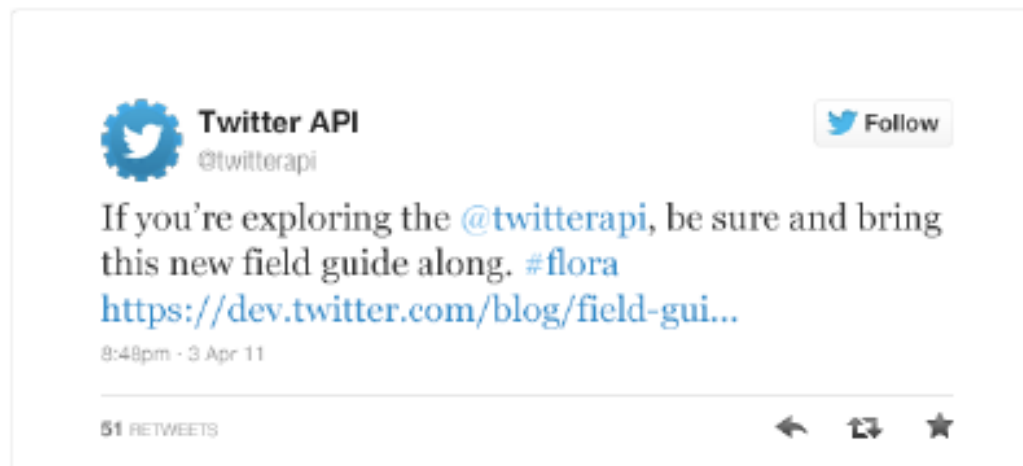 Twitter API
Follow
@twitterapi
If you’re exploring the @twitterapi, be sure and bring
this new field guide along. #flora
https://dev.twitter.com/blog/field-gui...
8:48pm · 3 Apr 11
51 RETWEETS